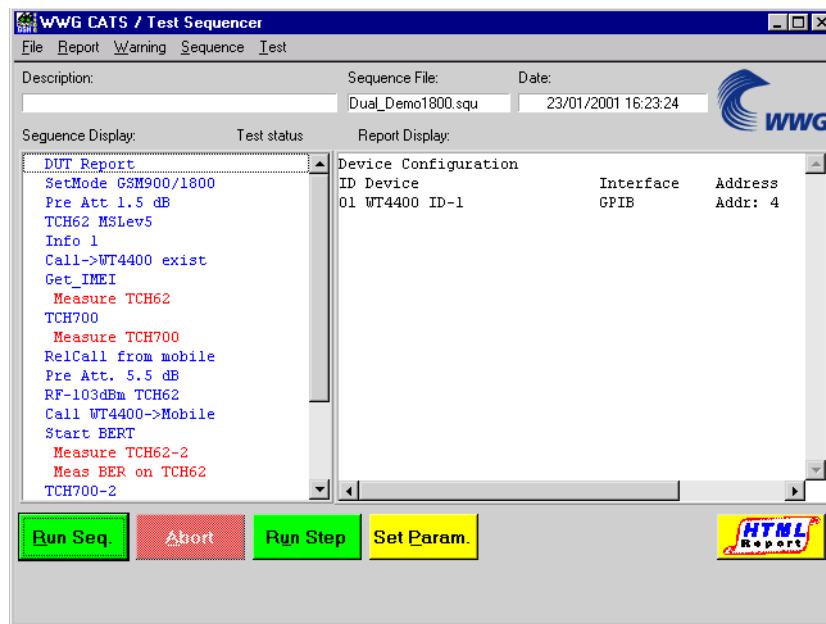 WWG CATS / Test Sequencer
File Report Warning Sequence Test
Description: Sequence File: Date:
Dual_Demo1800.squ 23/01/2001 16:23:24
WWG
Sequence Display: Test status Report Display:
DUT Report
SetMode GSM900/1800
Pre Att 1.5 dB
TCH62 MSLev5
Info 1
Call->WT4400 exist
Get_IMEI
Measure TCH62
TCH700
Measure TCH700
RelCall from mobile
Pre Att. 5.5 dB
RF-103dBm TCH62
Call WT4400->Mobile
Start BERT
Measure TCH62-2
Meas BER on TCH62
TCH700-2
Device Configuration
ID Device Interface Address
01 WT4400 ID-1 GPIB Addr: 4
Run Seq. Abort Run Step Set Param. HTML
Report